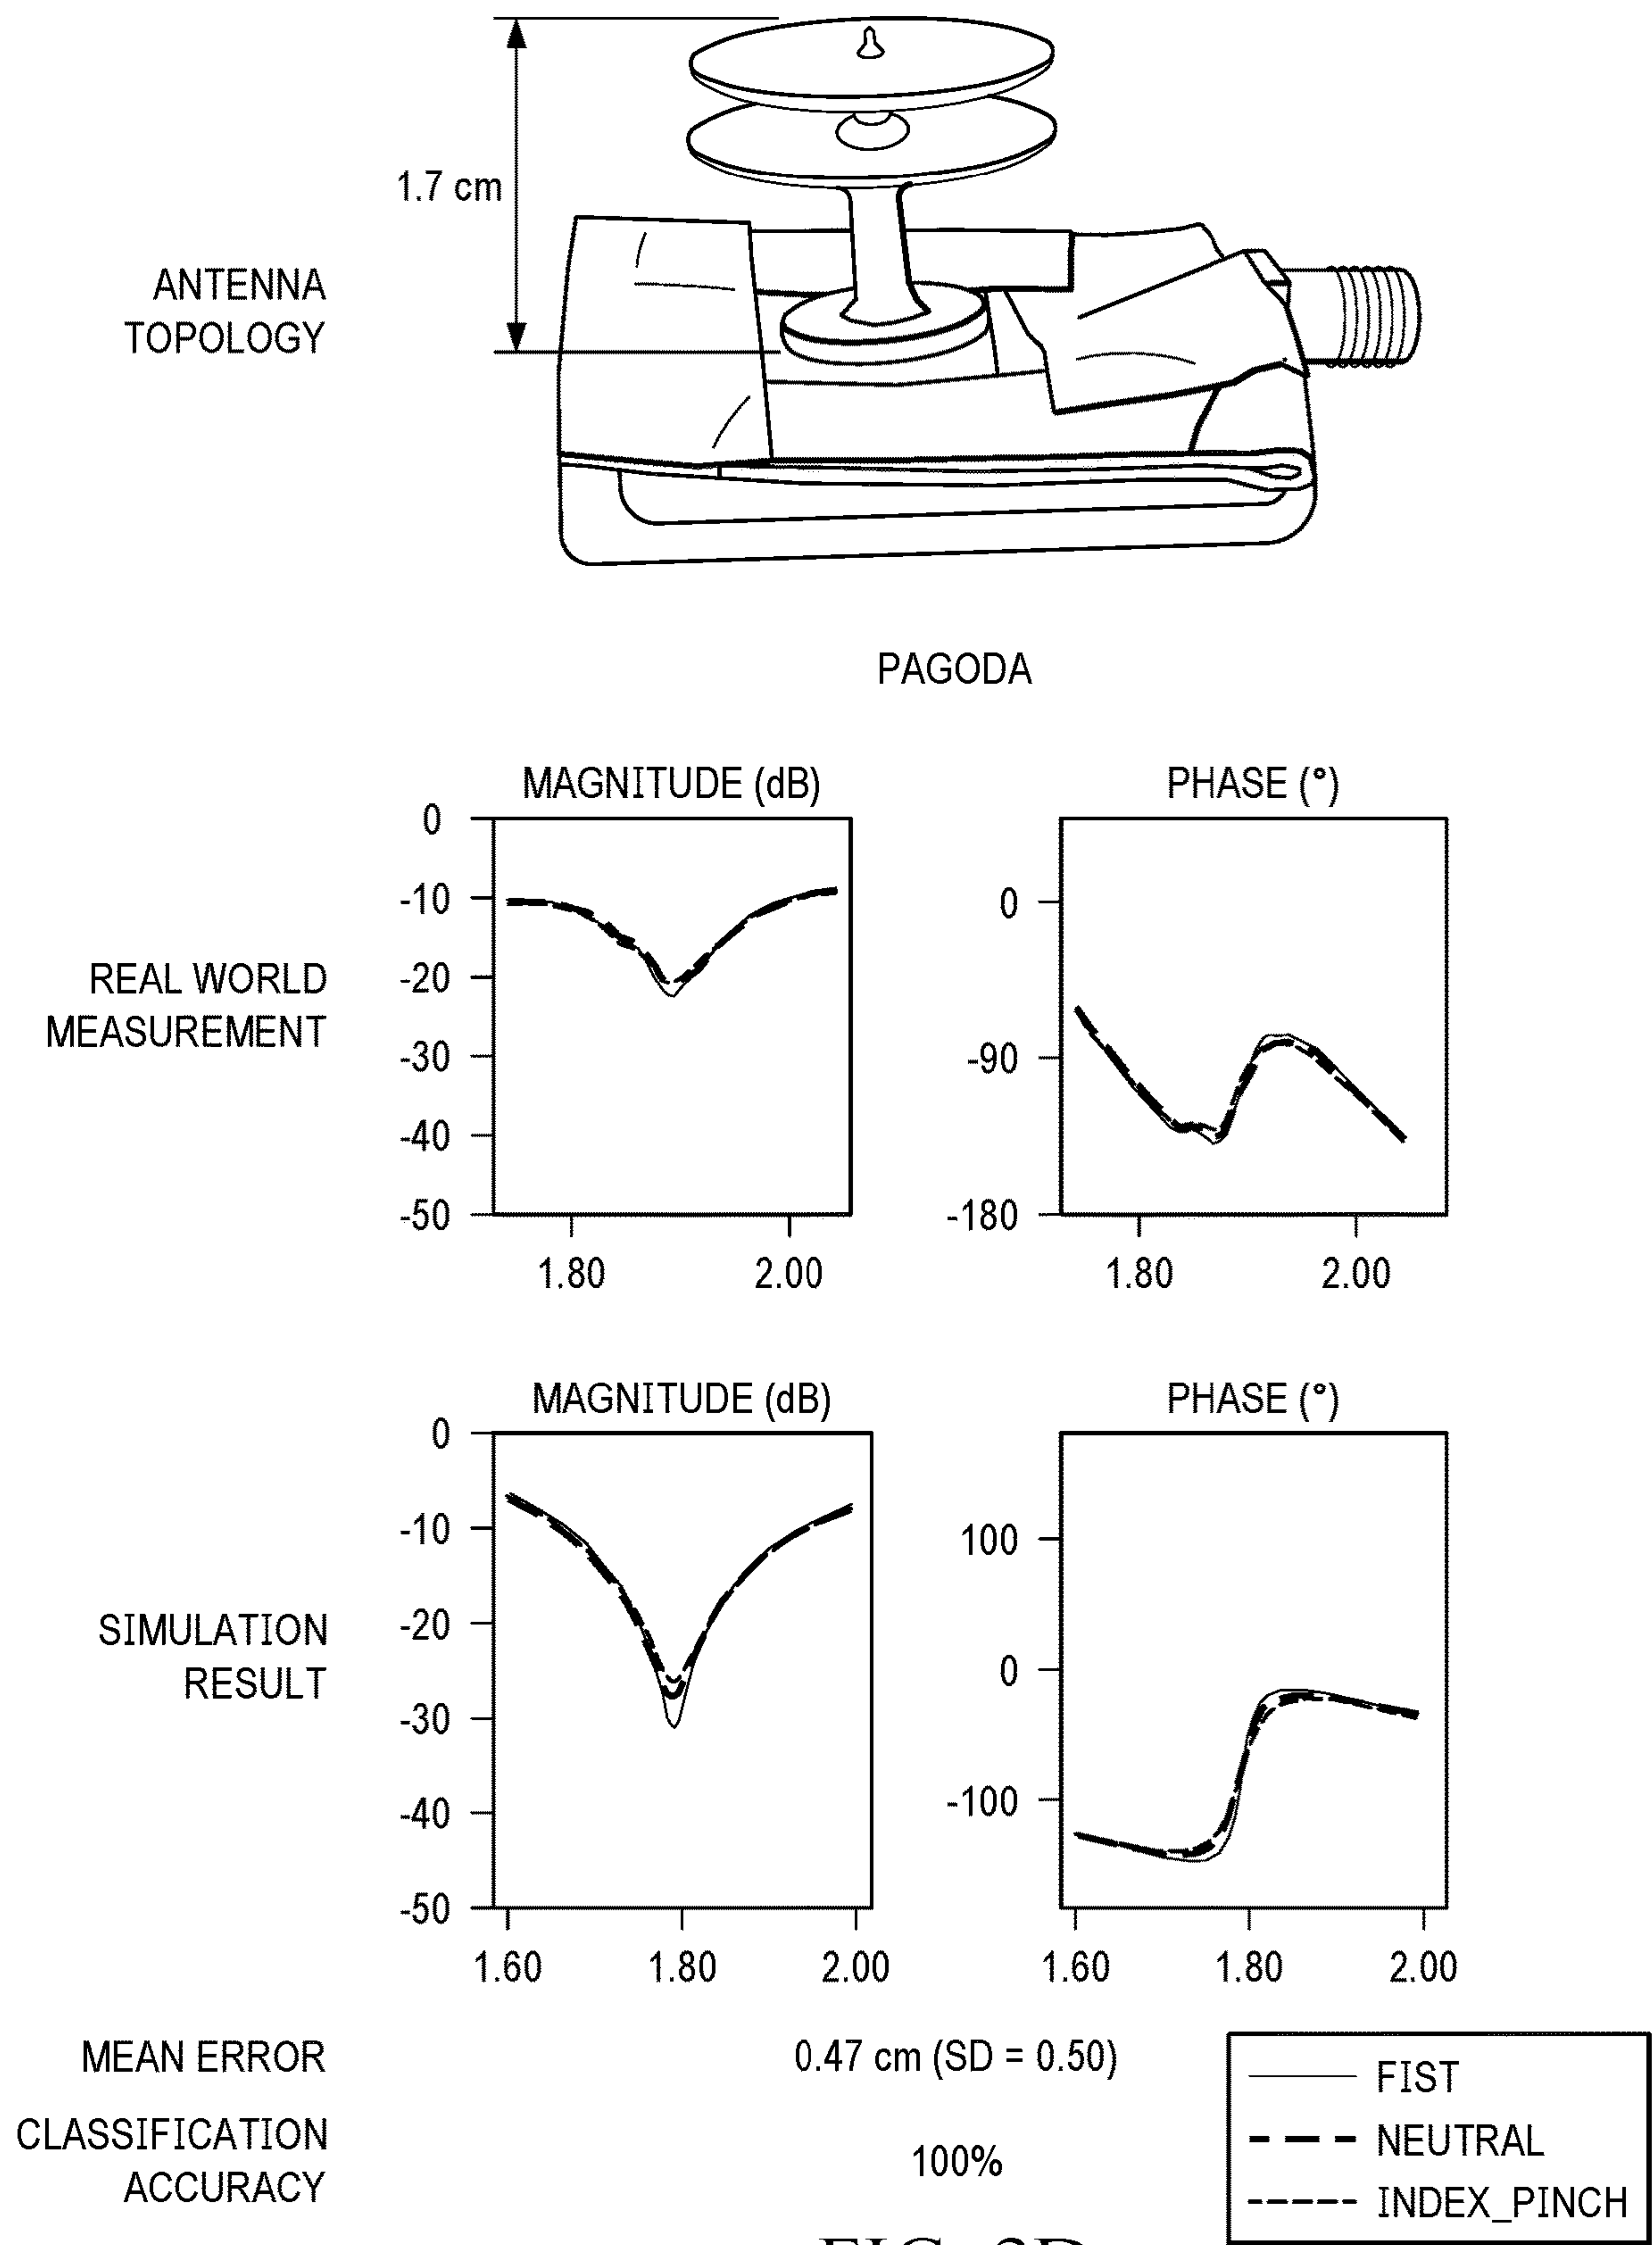 1.7 cm
ANTENNA
TOPOLOGY
PAGODA
MAGNITUDE (dB)
PHASE (°)
REAL WORLD
MEASUREMENT
0
-10
-20
-30
-40
-50
1.80
2.00
0
-90
-180
1.80
2.00
MAGNITUDE (dB)
PHASE (°)
SIMULATION
RESULT
0
-10
-20
-30
-40
-50
1.60
1.80
2.00
100
0
-100
1.60
1.80
2.00
MEAN ERROR
0.47 cm (SD = 0.50)
CLASSIFICATION
ACCURACY
100%
FIST
NEUTRAL
INDEX_PINCH